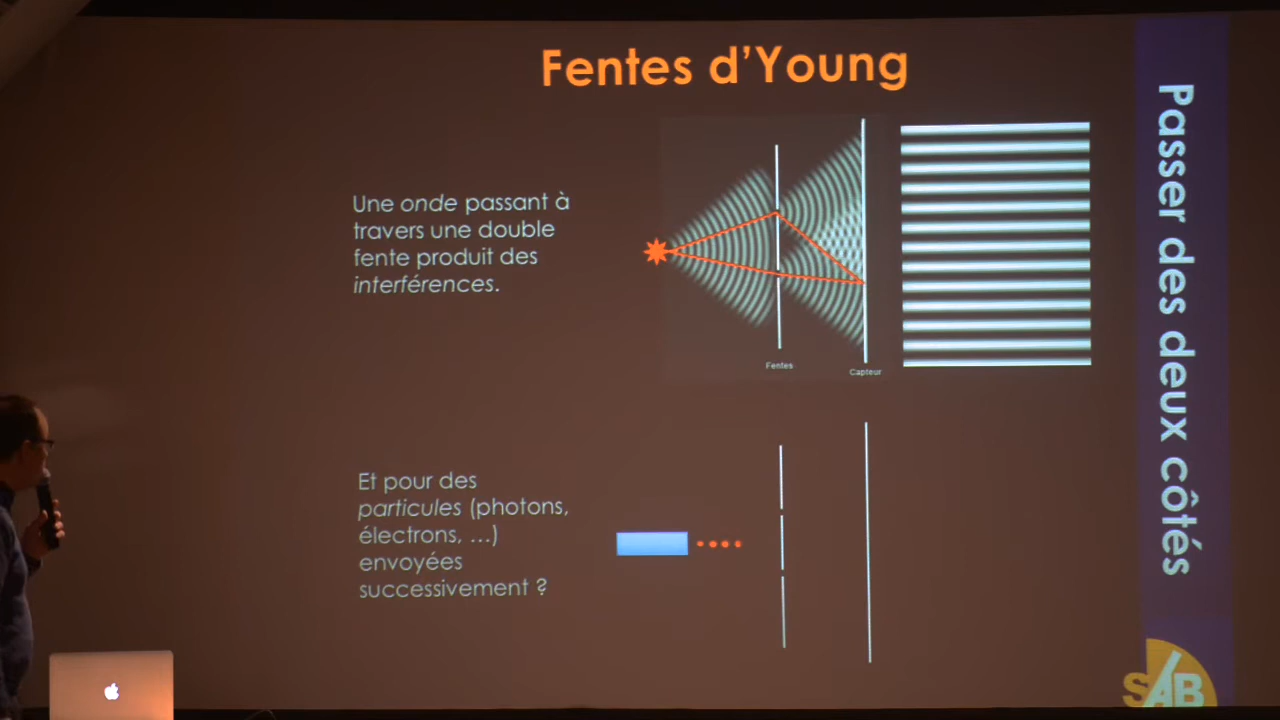 Fentes d'Young
Une onde passant à
travers une double
fente produit des
interférences.
Fentes
Capteur
Et pour des
particules (photons,
électrons, ...)
envoyées
successivement ?
Passer des deux côtés
SAB